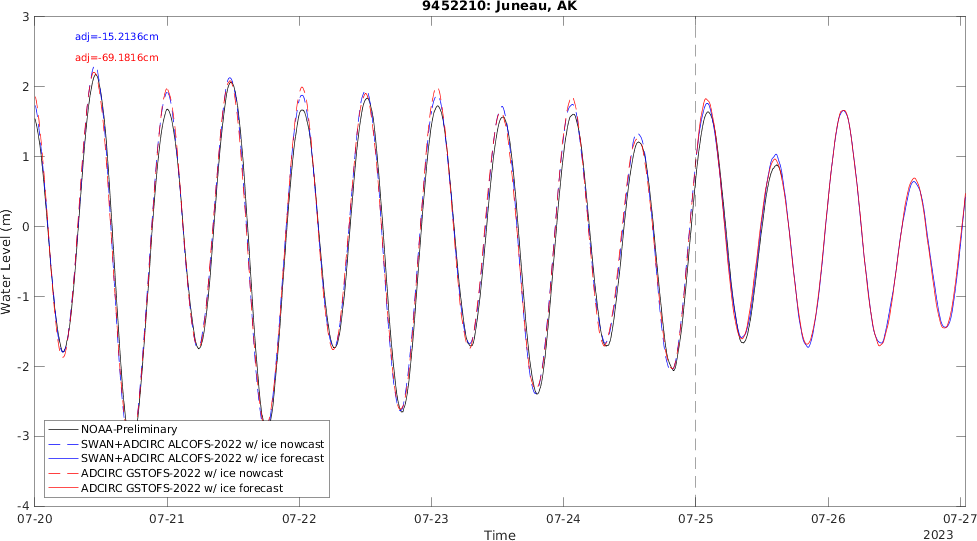 9452210: Juneau, AK
adj=-15.2136cm
adj=-69.1816cm
3
2
1
0
-1
-2
-3
-4
Water Level (m)
NOAA-Preliminary
SWAN+ADCIRC ALCOFS-2022 w/ ice nowcast
SWAN+ADCIRC ALCOFS-2022 w/ ice forecast
ADCIRC GSTOFS-2022 w/ ice nowcast
ADCIRC GSTOFS-2022 w/ ice forecast
07-20 07-21 07-22 07-23 07-24 07-25 07-26 07-27
Time
2023